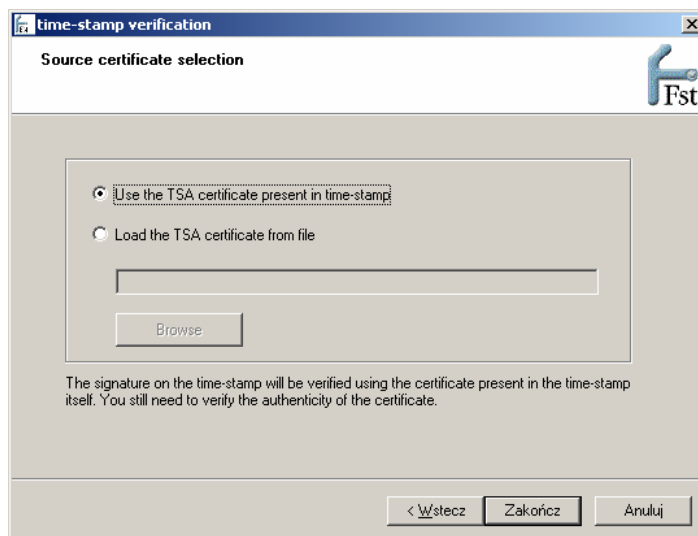 time-stamp verification
Source certificate selection
Fst
Use the TSA certificate present in time-stamp
Load the TSA certificate from file
Browse
The signature on the time-stamp will be verified using the certificate present in the time-stamp
itself. You still need to verify the authenticity of the certificate.
< Wstecz Zakończ Anuluj